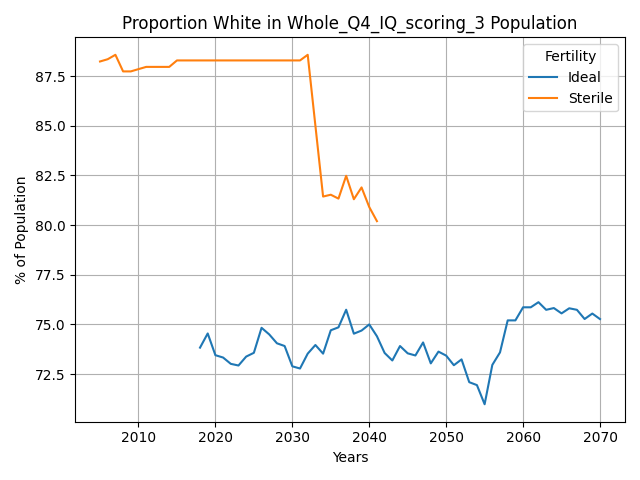 Proportion White in Whole_Q4_IQ_scoring_3 Population
Fertility
Ideal
Sterile
87.5
85.0
82.5
80.0
77.5
75.0
72.5
% of Population
2010
2020
2030
2040
2050
2060
2070
Years